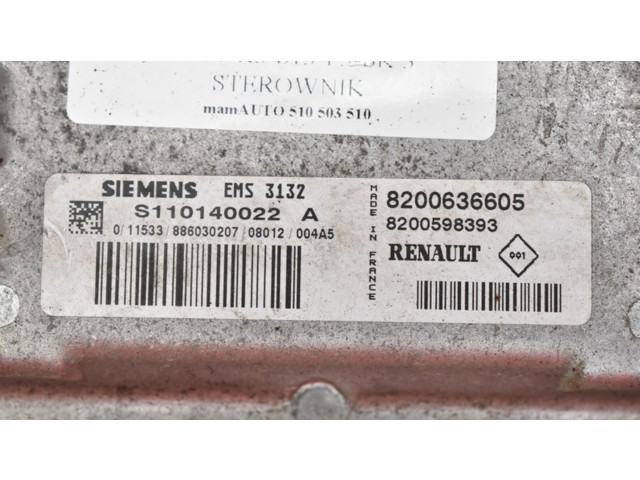 STEROWNIK
mamAUTO 510 503 510
SIEMENS EMS 3132
S110140022 A
0/11533/886030207/08012/004A5
MADE IN FRANCE
8200636605
8200598393
RENAULT 001